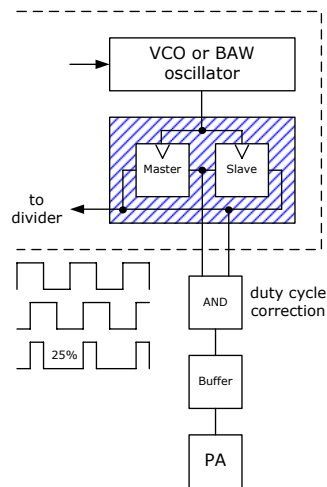 VCO or BAW
oscillator
Master
Slave
to
divider
AND
duty cycle
correction
25%
Buffer
PA